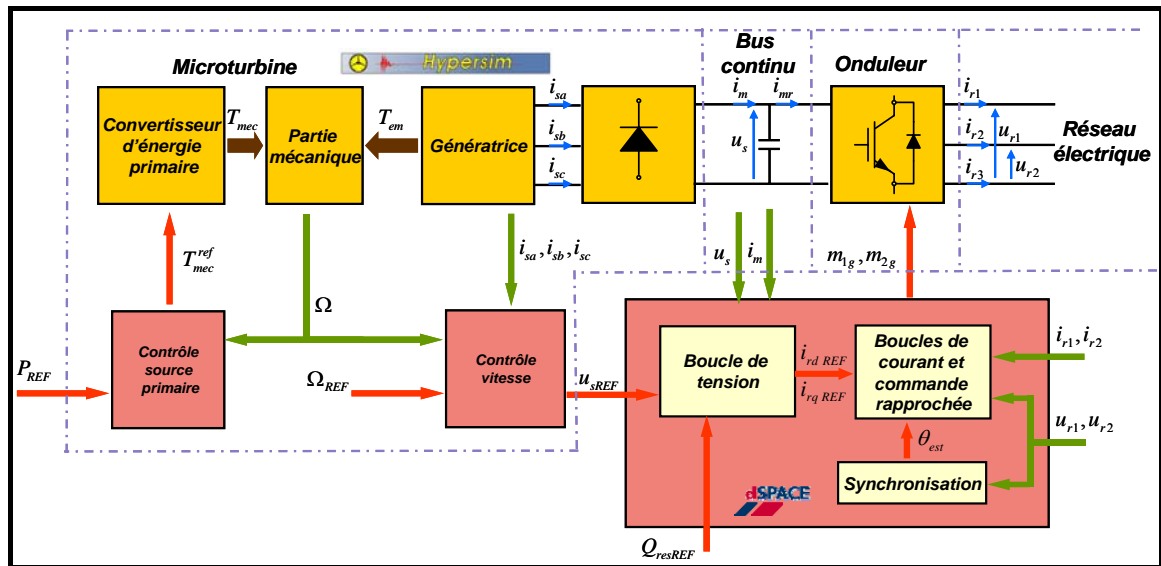 Microturbine
Hypersim
Bus
continu
Onduleur
Convertisseur
d'énergie
primaire
T_mec
Partie
mécanique
T_em
Génératrice
i_sa
i_sb
i_sc
i_m
i_mr
u_s
i_r1
i_r2
i_r3
u_r1
u_r2
Réseau
électrique
T_mec^ref
Ω
i_sa, i_sb, i_sc
u_s
i_m
m_1g, m_2g
P_REF
Contrôle
source
primaire
Ω_REF
Contrôle
vitesse
u_sREF
Boucle de
tension
i_rd REF
i_rq REF
Boucles de
courant et
commande
rapprochée
i_r1, i_r2
u_r1, u_r2
θ_est
Synchronisation
dSPACE
Q_resREF